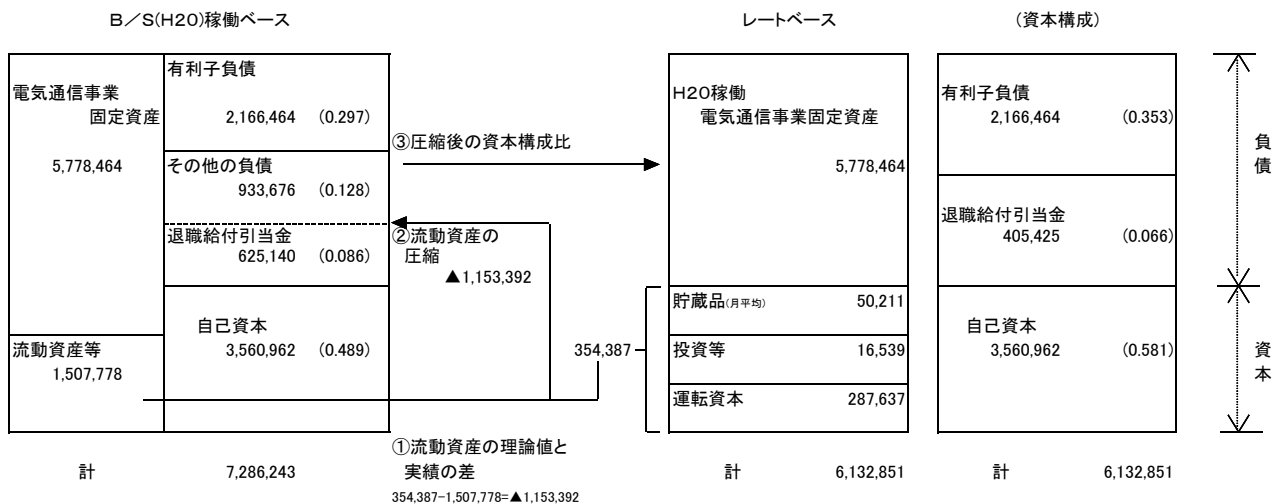 B／S(H20)稼働ベース
電気通信事業
固定資産
5,778,464
流動資産等
1,507,778
有利子負債
2,166,464 (0.297)
その他の負債
933,676 (0.128)
退職給付引当金
625,140 (0.086)
自己資本
3,560,962 (0.489)
計 7,286,243
③圧縮後の資本構成比
②流動資産の
圧縮
▲1,153,392
①流動資産の理論値と
実績の差
354,387-1,507,778=▲1,153,392
354,387
レートベース
H20稼働
電気通信事業固定資産
5,778,464
貯蔵品(月平均) 50,211
投資等 16,539
運転資本 287,637
計 6,132,851
(資本構成)
有利子負債
2,166,464 (0.353)
退職給付引当金
405,425 (0.066)
自己資本
3,560,962 (0.581)
計 6,132,851
負債
資本